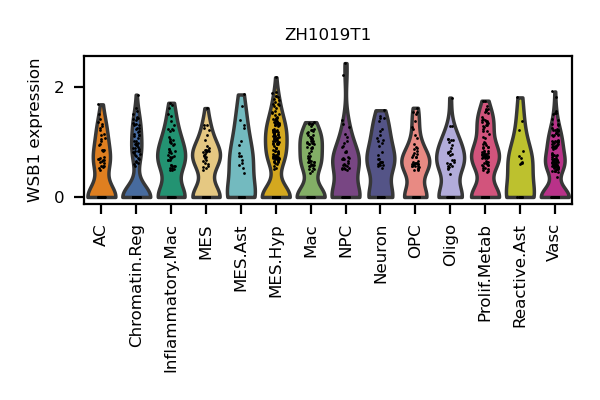 ZH1019T1
WSB1 expression
2
0
AC
Chromatin.Reg
Inflammatory.Mac
MES
MES.Ast
MES.Hyp
Mac
NPC
Neuron
OPC
Oligo
Prolif.Metab
Reactive.Ast
Vasc